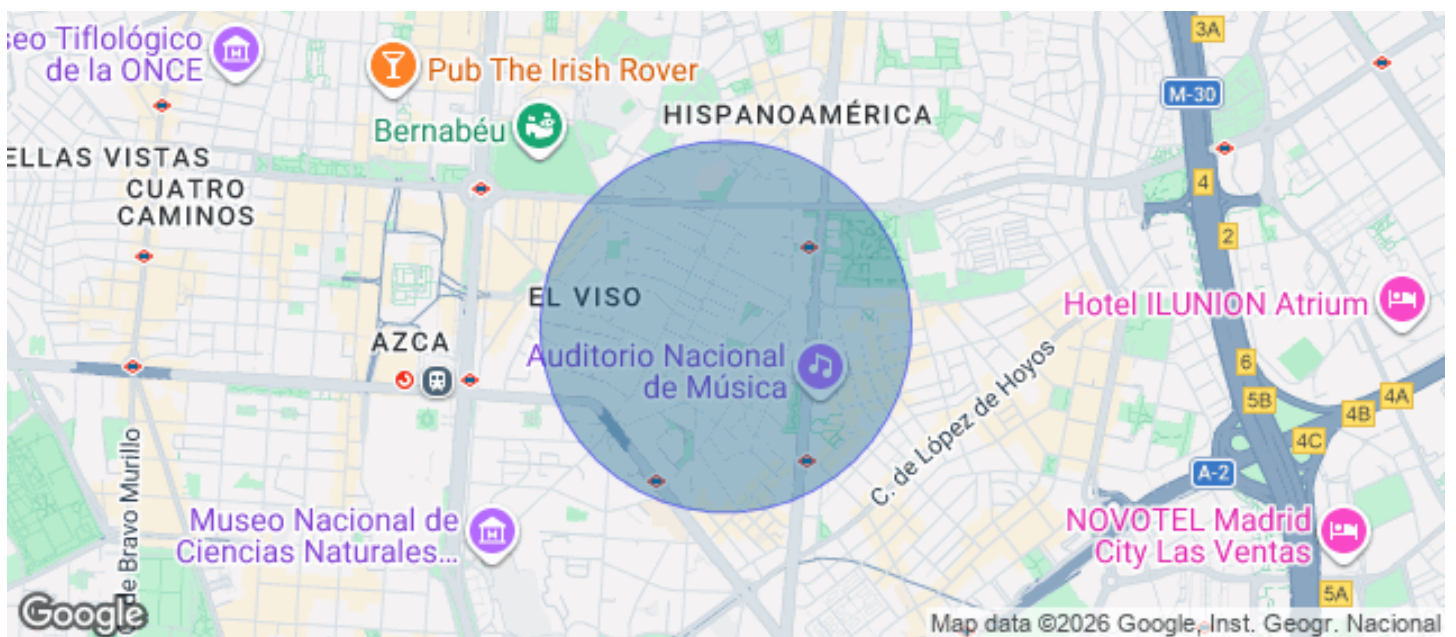 seo Tiflológico
de la ONCE
Pub The Irish Rover
Bernabéu
HISPANOAMÉRICA
3A
M-30
ELLAS VISTAS
CUATRO
CAMINOS
4
2
EL VISO
Hotel ILUNION Atrium
AZCA
Auditorio Nacional
de Música
6
5B
4A
4B
4C
C. de López de Hoyos
A-2
de Bravo Murillo
Museo Nacional de
Ciencias Naturales...
NOVOTEL Madrid
City Las Ventas
5A
Google
Map data ©2026 Google, Inst. Geogr. Nacional